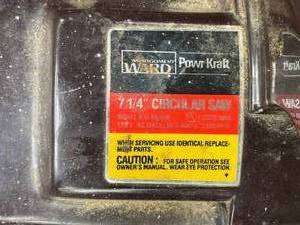 MONTGOMERY
WARD Powr Kraft
7 1/4" CIRCULAR SAW
WHEN SERVICING USE IDENTICAL REPLACE-
MENT PARTS.
CAUTION: FOR SAFE OPERATION SEE
OWNER'S MANUAL. WEAR EYE PROTECTION.